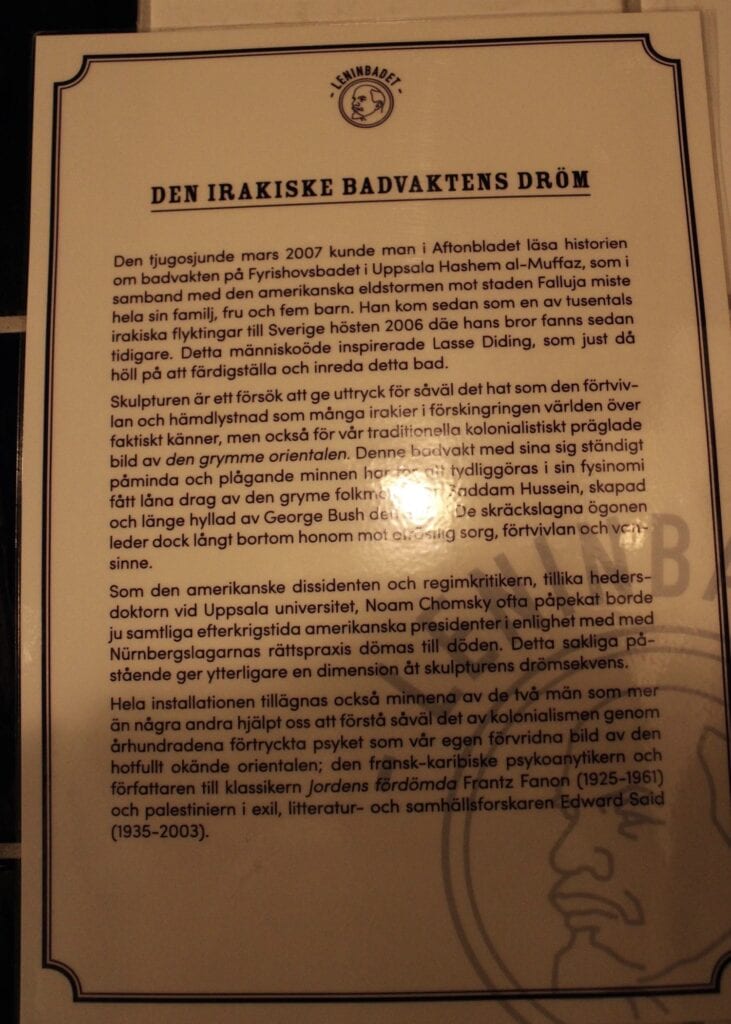 LENINBADET
DEN IRAKISKE BADVAKTENS DRÖM
Den tjugosjunde mars 2007 kunde man i Aftonbladet läsa historien
om badvakten på Fyrishovsbadet i Uppsala Hashem al-Muffaz, som i
samband med den amerikanska eldstormen mot staden Falluja miste
hela sin familj, fru och fem barn. Han kom sedan som en av tusentals
irakiska flyktingar till Sverige hösten 2006 däe hans bror fanns sedan
tidigare. Detta människoöde inspirerade Lasse Diding, som just då
höll på att färdigställa och inreda detta bad.
Skulpturen är ett försök att ge uttryck för såväl det hat som den förtviv-
lan och hämdlystnad som många irakier i förskingringen världen över
faktiskt känner, men också för vår traditionella kolonialistiskt präglade
bild av den grymme orientalen. Denne badvakt med sina sig ständigt
påminda och plågande minnen har för att tydliggöras i sin fysinomi
fått låna drag av den gryme Saddam Hussein, skapad
och länge hyllad av George Bush De skräckslagna ögonen
leder dock långt bortom honom mot sorg, förtvivlan och van-
sinne.
Som den amerikanske dissidenten och regimkritikern, tillika heders-
doktorn vid Uppsala universitet, Noam Chomsky ofta påpekat borde
ju samtliga efterkrigstida amerikanska presidenter i enlighet med med
Nürnbergslagarnas rättspraxis dömas till döden. Detta sakliga på-
stående ger ytterligare en dimension åt skulpturens drömsekvens.
Hela installationen tillägnas också minnena av de två män som mer
än några andra hjälpt oss att förstå såväl det av kolonialismen genom
århundradena förtryckta psyket som vår egen förvridna bild av den
hotfullt okände orientalen; den fransk-karibiske psykoanytikern och
författaren till klassikern Jordens fördömda Frantz Fanon (1925-1961)
och palestiniern i exil, litteratur- och samhällsforskaren Edward Said
(1935-2003).